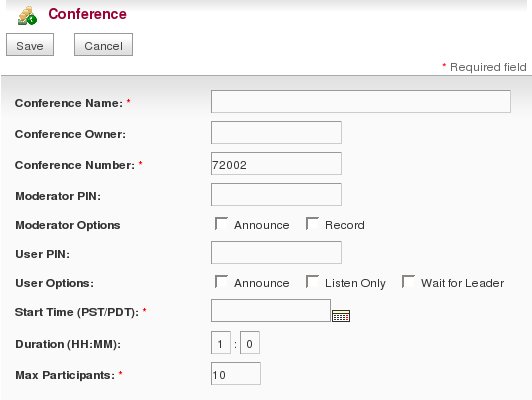 Conference
Save Cancel
* Required field
Conference Name: *
Conference Owner:
Conference Number: * 72002
Moderator PIN:
Moderator Options Announce Record
User PIN:
User Options: Announce Listen Only Wait for Leader
Start Time (PST/PDT): *
Duration (HH:MM): 1 : 0
Max Participants: * 10